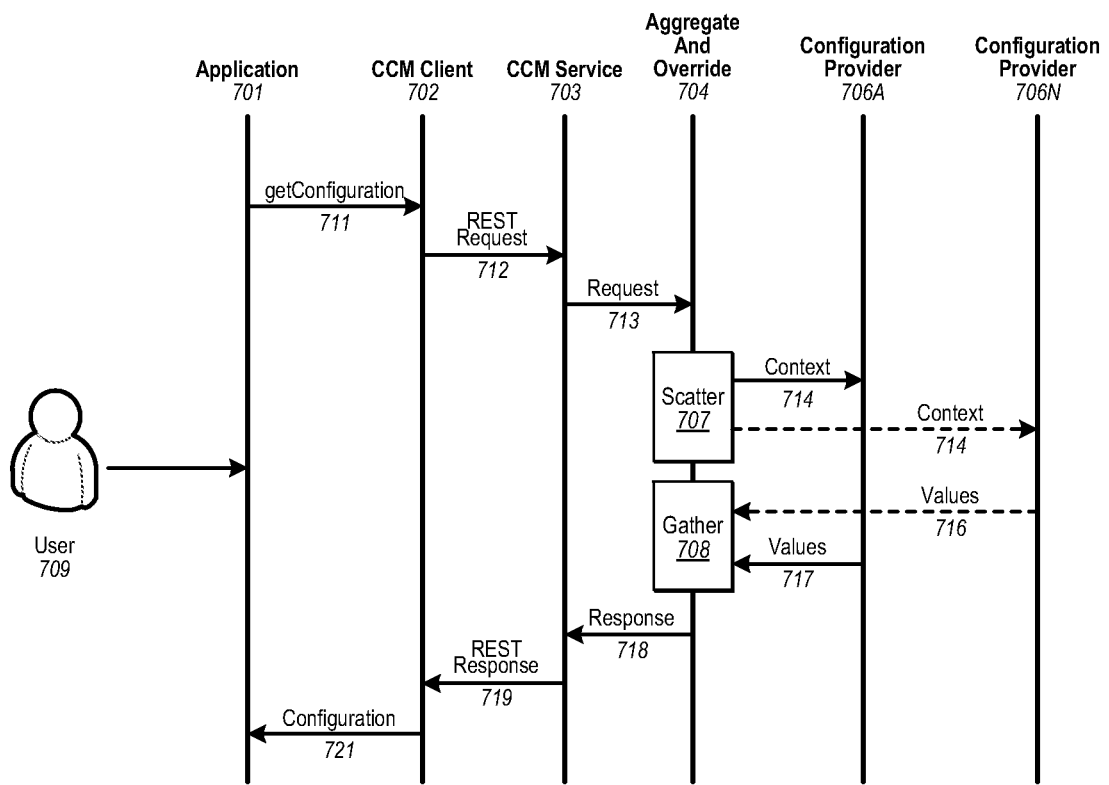 Application
701
CCM Client
702
CCM Service
703
Aggregate
And
Override
704
Configuration
Provider
706A
Configuration
Provider
706N
getConfiguration
711
REST
Request
712
Request
713
Scatter
707
Context
714
Context
714
User
709
Gather
708
Values
716
Values
717
Response
718
REST
Response
719
Configuration
721